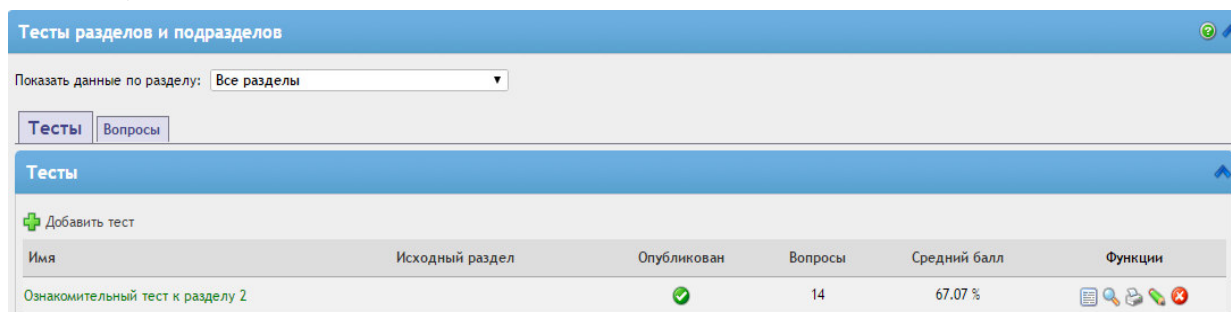 Тесты разделов и подразделов
Показать данные по разделу: Все разделы
Тесты Вопросы
Тесты
Добавить тест
Имя Исходный раздел Опубликован Вопросы Средний балл Функции
Ознакомительный тест к разделу 2 14 67.07 %